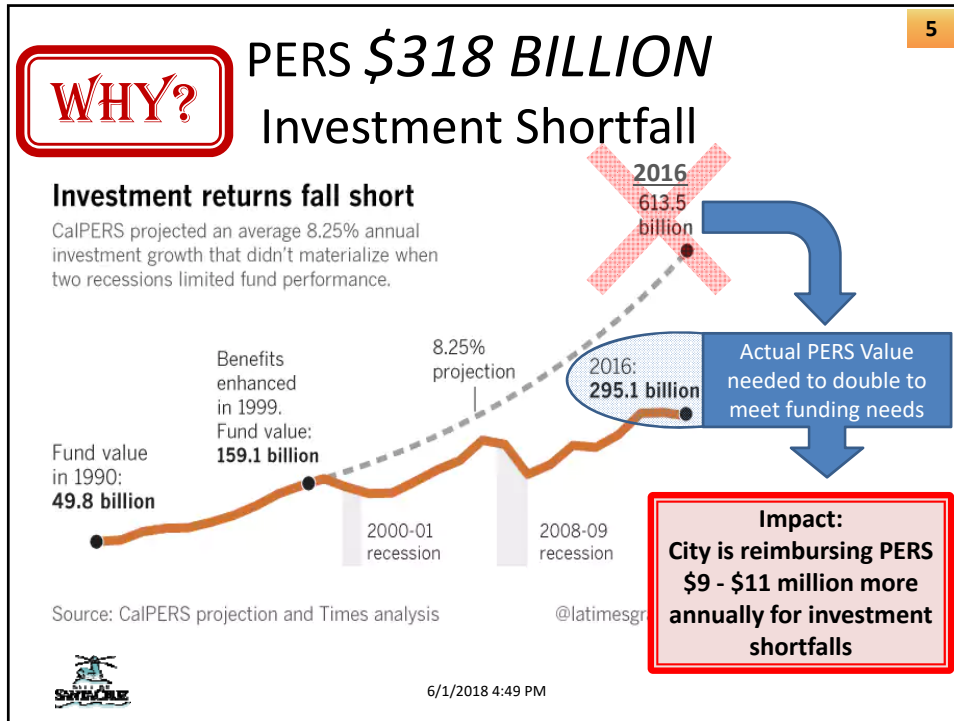 5
WHY?
PERS $318 BILLION
Investment Shortfall
Investment returns fall short
CalPERS projected an average 8.25% annual
investment growth that didn't materialize when
two recessions limited fund performance.
2016
613.5
billion
8.25%
projection
2016:
295.1 billion
Actual PERS Value
needed to double to
meet funding needs
Benefits
enhanced
in 1999.
Fund value:
159.1 billion
Fund value
in 1990:
49.8 billion
2000-01
recession
2008-09
recession
Impact:
City is reimbursing PERS
$9 - $11 million more
annually for investment
shortfalls
Source: CalPERS projection and Times analysis
@latimesgra
SANTA CRUZ
6/1/2018 4:49 PM